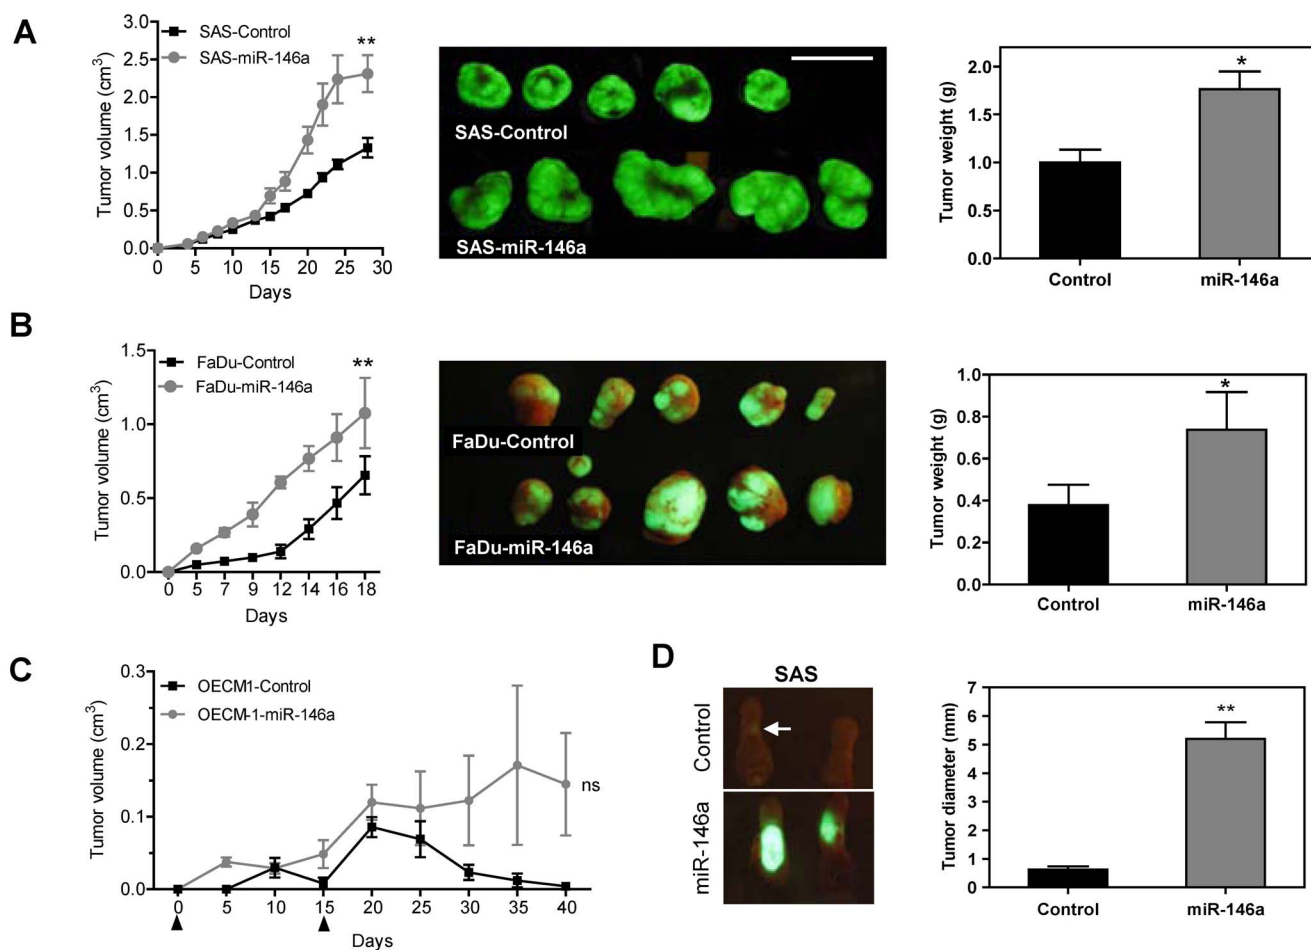 A
SAS-Control
SAS-miR-146a
**
Tumor volume (cm³)
3.0
2.5
2.0
1.5
1.0
0.5
0.0
0 5 10 15 20 25 30
Days
SAS-Control
SAS-miR-146a
Tumor weight (g)
2.0
1.5
1.0
0.5
0.0
*
Control miR-146a
B
FaDu-Control
FaDu-miR-146a
**
Tumor volume (cm³)
1.5
1.0
0.5
0.0
0 5 7 9 12 14 16 18
Days
FaDu-Control
FaDu-miR-146a
Tumor weight (g)
1.0
0.8
0.6
0.4
0.2
0.0
*
Control miR-146a
C
OECM1-Control
OECM-1-miR-146a
Tumor volume (cm³)
0.3
0.2
0.1
0.0
ns
0 5 10 15 20 25 30 35 40
Days
D
SAS
Control
miR-146a
Tumor diameter (mm)
7
6
5
4
3
2
1
0
**
Control miR-146a